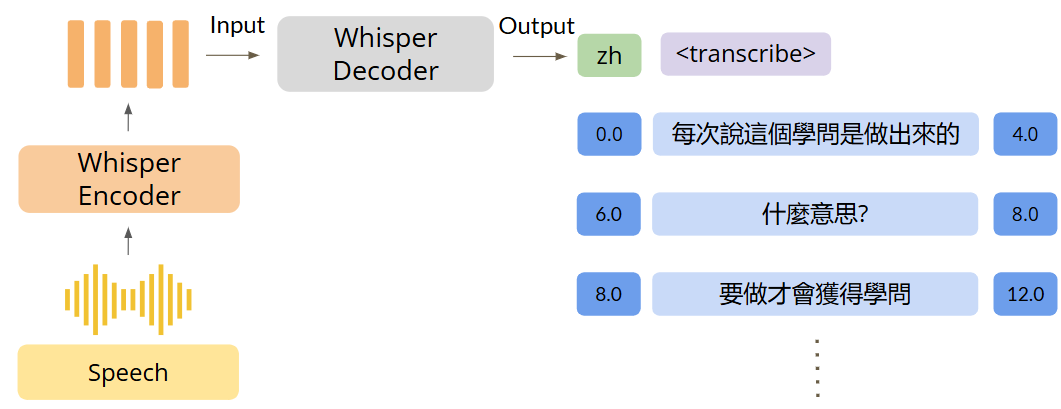 Input
Whisper
Decoder
Output
zh
<transcribe>
0.0
每次說這個學問是做出來的
4.0
Whisper
Encoder
6.0
什麼意思?
8.0
8.0
要做才會獲得學問
12.0
Speech